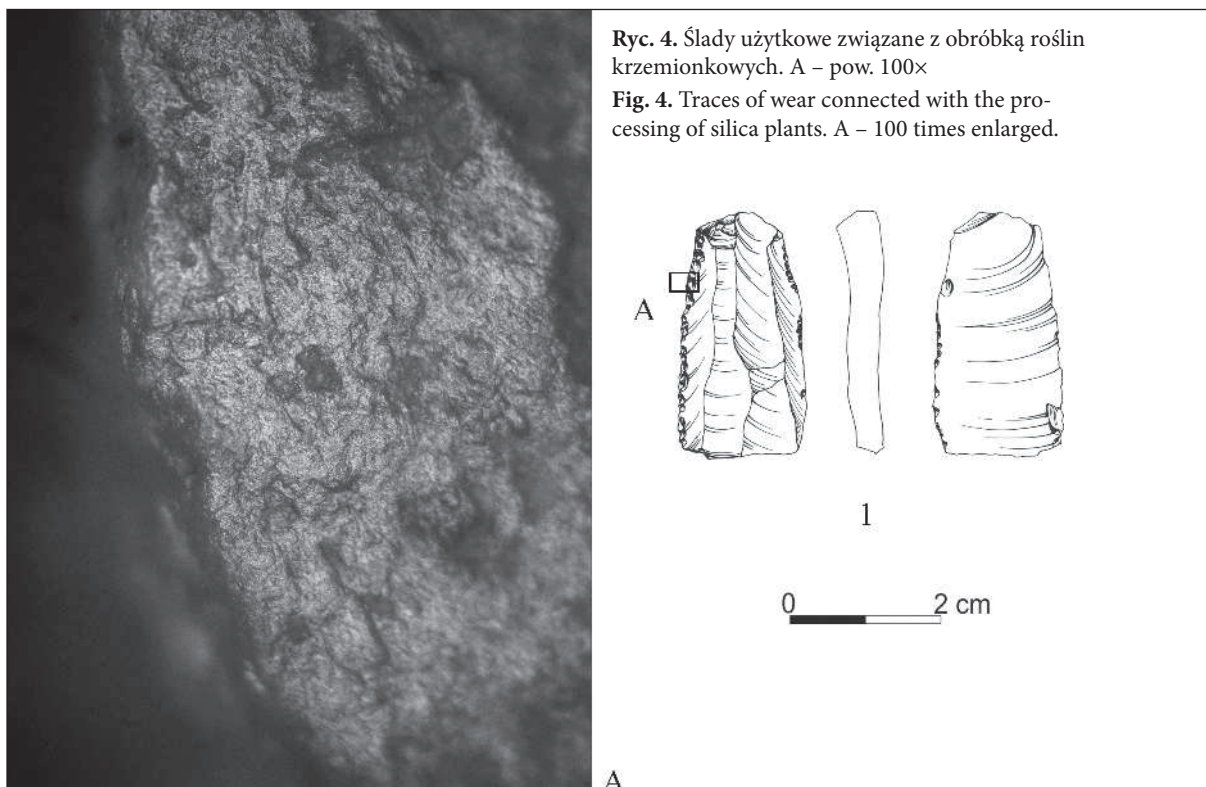 Ryc. 4. Ślady użytkowe związane z obróbką roślin
krzemionkowych. A – pow. 100×
Fig. 4. Traces of wear connected with the pro-
cessing of silica plants. A – 100 times enlarged.
A
1
0 2 cm
A